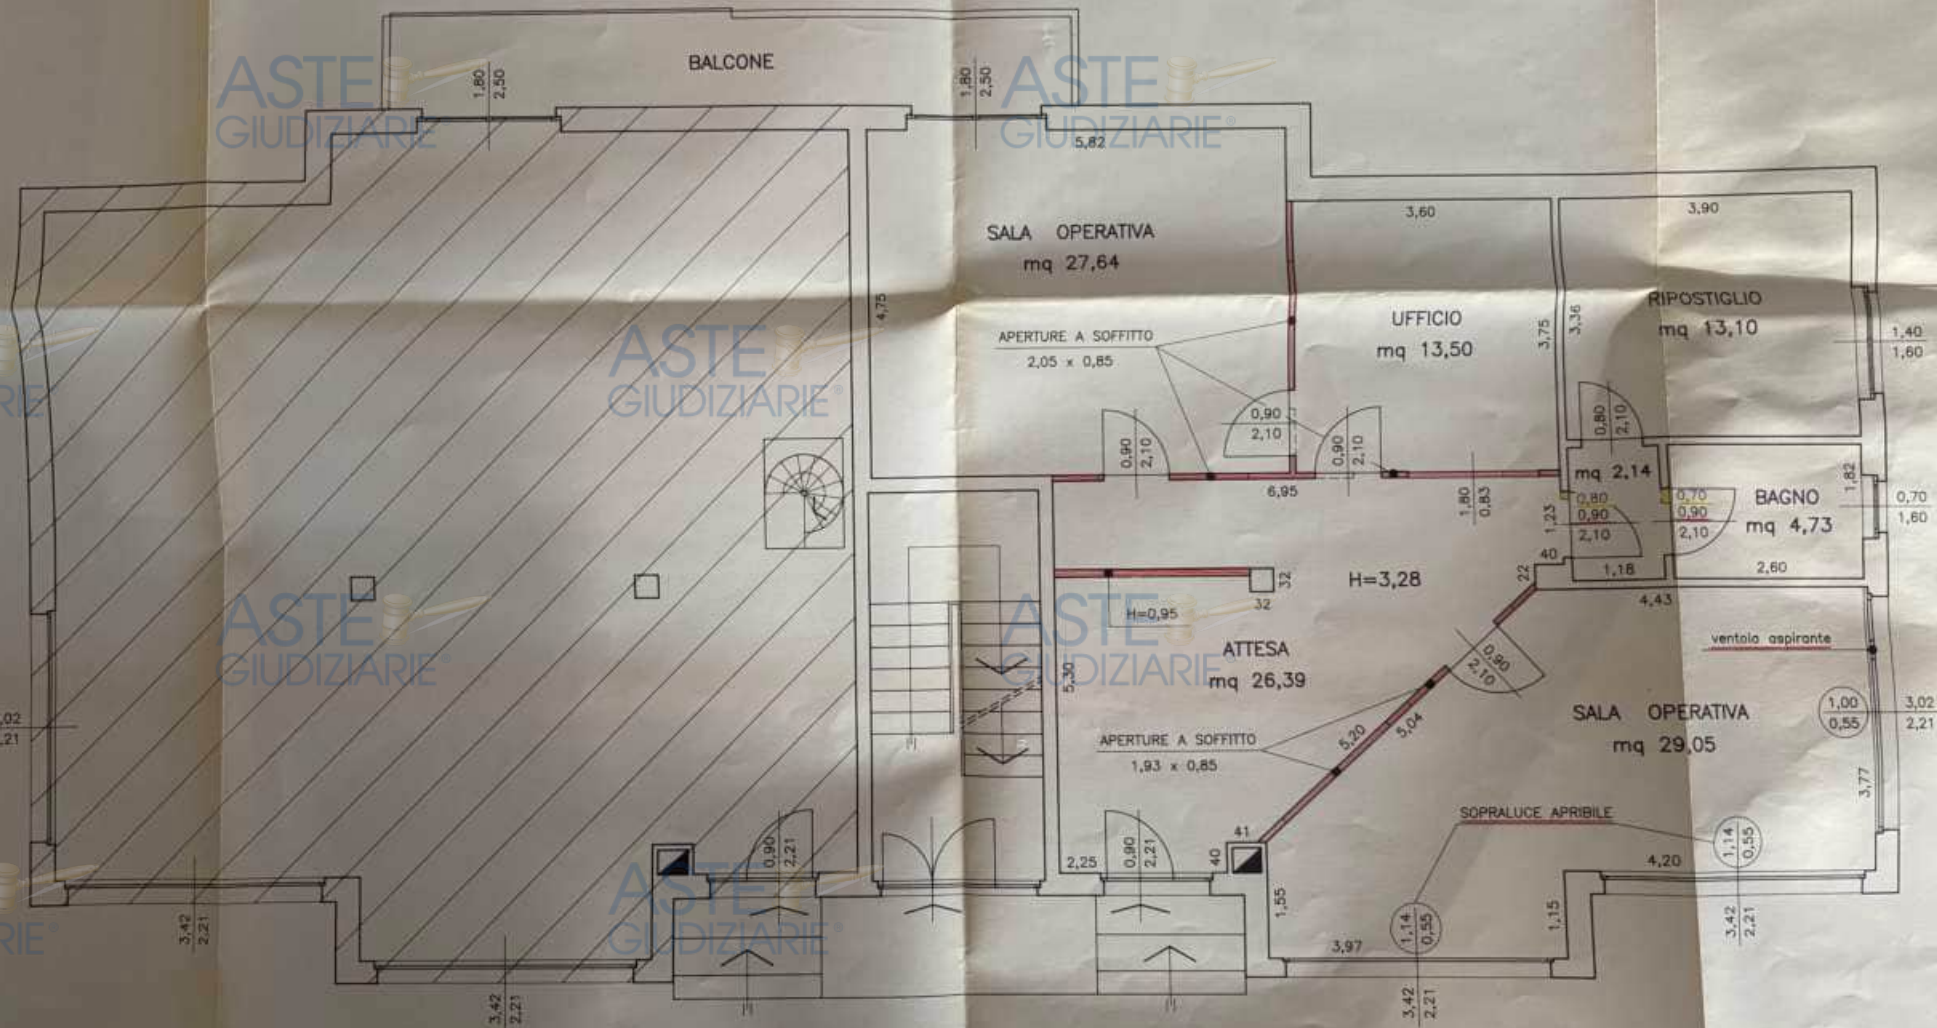 BALCONE
1,80
2,50
1,80
2,50
5,82
SALA OPERATIVA
mq 27,64
4,75
APERTURE A SOFFITTO
2,05 x 0,85
3,60
UFFICIO
mq 13,50
3,75
3,36
3,90
RIPOSTIGLIO
mq 13,10
1,40
1,60
0,90
2,10
0,90
2,10
0,90
2,10
0,80
2,10
6,95
1,80
0,83
mq 2,14
0,80
0,90
2,10
1,23
0,70
0,90
2,10
BAGNO
mq 4,73
1,82
0,70
1,60
40
22
1,18
2,60
4,43
H=3,28
32
32
H=0,95
ATTESA
mq 26,39
5,30
0,90
2,10
ventola aspirante
SALA OPERATIVA
mq 29,05
1,00
0,55
3,02
2,21
5,20
5,04
APERTURE A SOFFITTO
1,93 x 0,85
3,77
SOPRALUCE APRIBILE
1,14
0,55
4,20
,02
,21
0,90
2,21
2,25
0,90
2,21
41
40
1,55
1,15
3,97
1,14
0,55
3,42
2,21
3,42
2,21
3,42
2,21
3,42
2,21
ASTE
GIUDIZIARIE®
ASTE
GIUDIZIARIE®
RIE®
ASTE
GIUDIZIARIE®
ASTE
GIUDIZIARIE®
ASTE
GIUDIZIARIE®
RIE®
ASTE
GIUDIZIARIE®